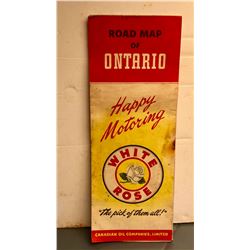 ROAD MAP
OF
ONTARIO
Happy
Motoring
WHITE
ROSE
"The pick of them all!"
CANADIAN OIL COMPANIES, LIMITED